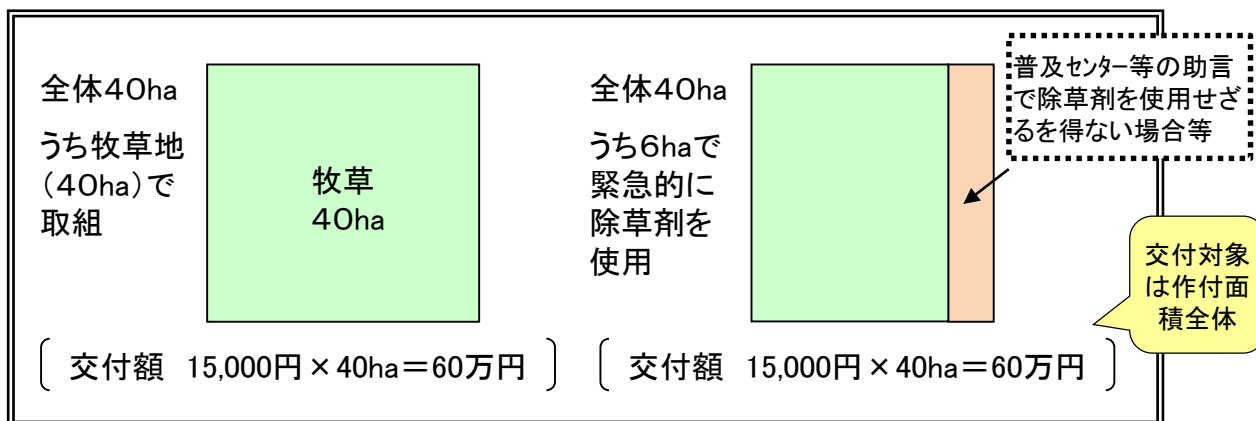 全体40ha
うち牧草地
（40ha）で
取組
牧草
40ha
〔 交付額 15,000円×40ha＝60万円 〕
全体40ha
うち6haで
緊急的に
除草剤を
使用
普及センター等の助言
で除草剤を使用せざ
るを得ない場合等
交付対象
は作付面
積全体
〔 交付額 15,000円×40ha＝60万円 〕